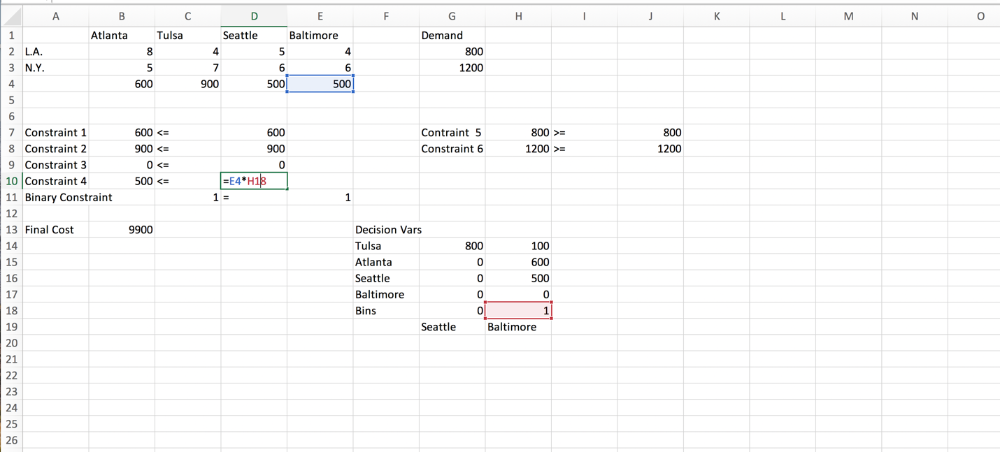 A B C D E F G H I J K L M N O
1 Atlanta Tulsa Seattle Baltimore Demand
2 L.A. 8 4 5 4 800
3 N.Y. 5 7 6 6 1200
4 600 900 500 500
5
6
7 Constraint 1 600 <= 600 Contraint 5 800 >= 800
8 Constraint 2 900 <= 900 Constraint 6 1200 >= 1200
9 Constraint 3 0 <= 0
10 Constraint 4 500 <= =E4*H18
11 Binary Constraint 1 = 1
12
13 Final Cost 9900 Decision Vars
14 Tulsa 800 100
15 Atlanta 0 600
16 Seattle 0 500
17 Baltimore 0 0
18 Bins 0 1
19 Seattle Baltimore
20
21
22
23
24
25
26